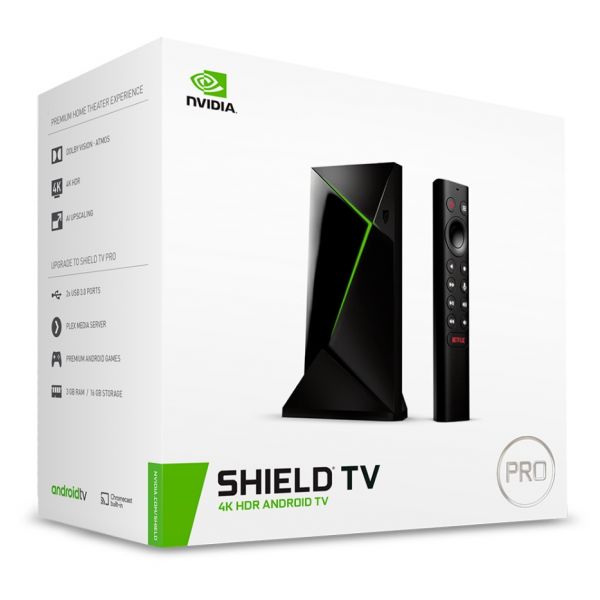 PREMIUM HOME THEATER EXPERIENCE
DOLBY VISION - ATMOS
4K
4K HDR
AI UPSCALING
UPGRADE TO SHIELD TV PRO
2x USB 3.0 PORTS
PLEX MEDIA SERVER
PREMIUM ANDROID GAMES
3 GB RAM / 16 GB STORAGE
androidtv
Chromecast
built-in
NVIDIA.COM/SHIELD
NVIDIA.
NETFLIX
SHIELD® TV
4K HDR ANDROID TV
PRO